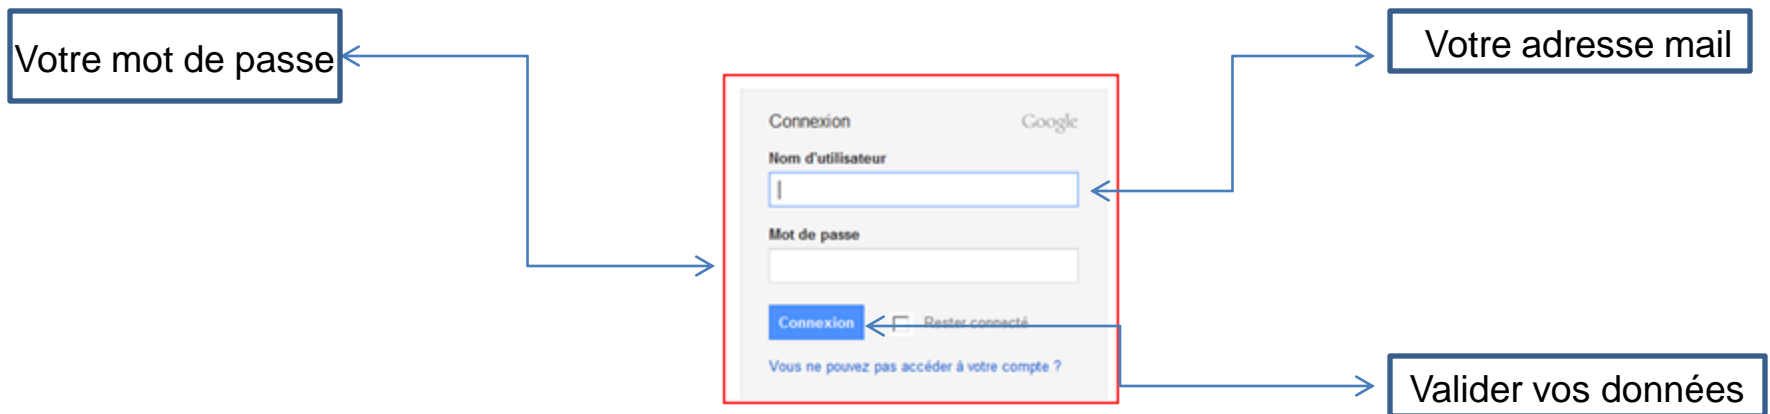 Votre mot de passe
Votre adresse mail
Connexion Google
Nom d'utilisateur
Mot de passe
Connexion Rester connecté
Vous ne pouvez pas accéder à votre compte ?
Valider vos données